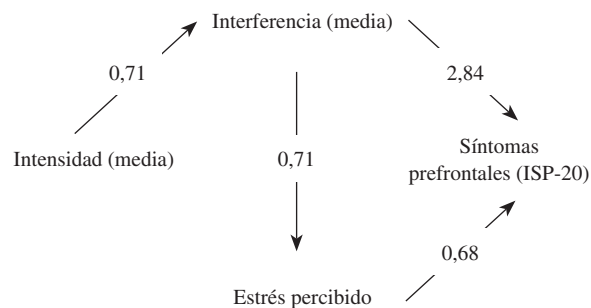 Interferencia (media)
0,71
2,84
Intensidad (media)
0,71
Síntomas
prefrontales (ISP-20)
0,68
Estrés percibido